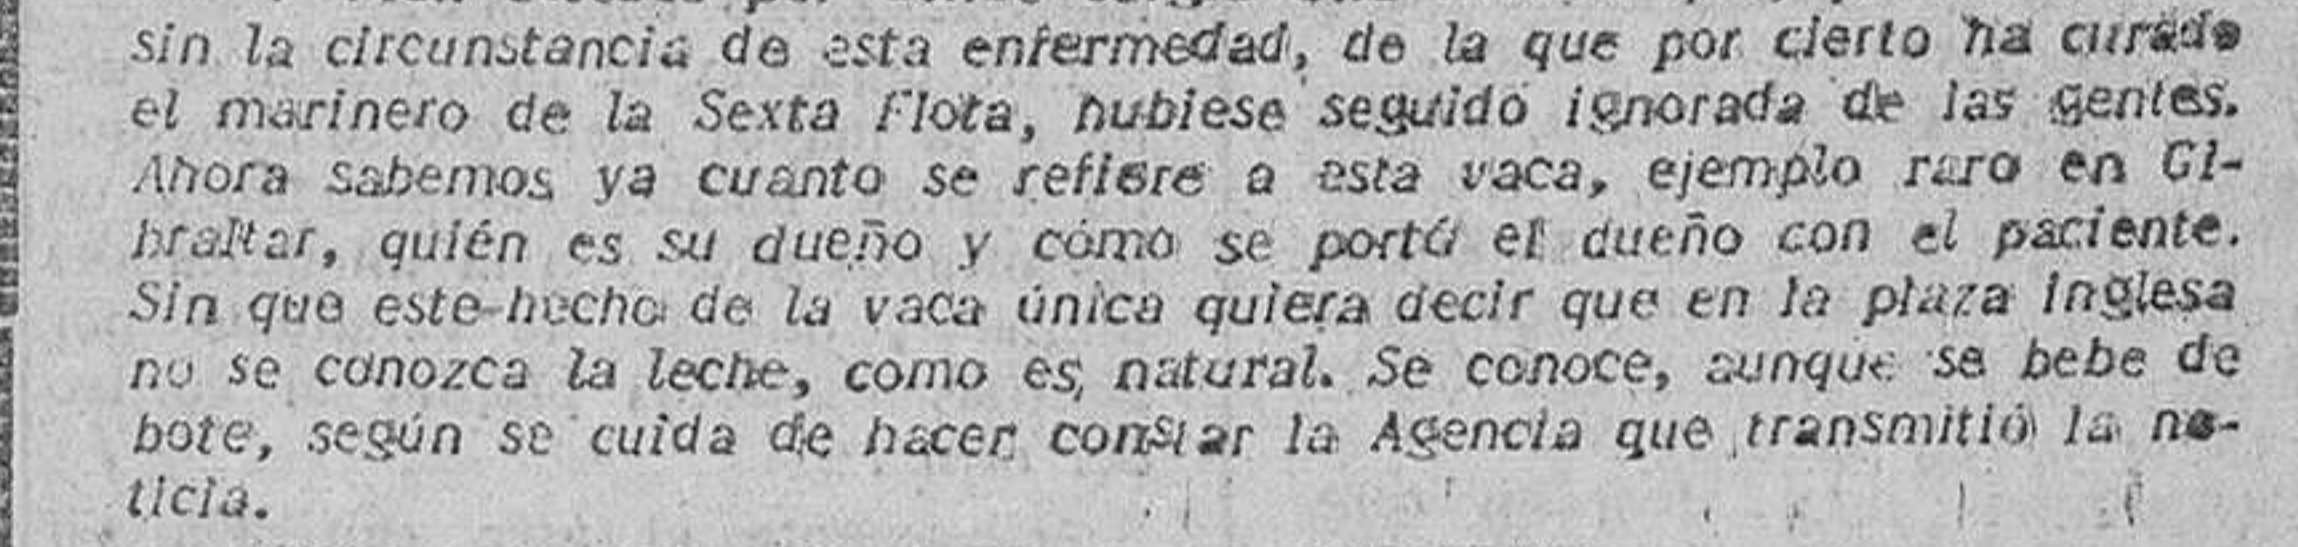 sin la circunstancia de esta enfermedad, de la que por cierto ha curado
el marinero de la Sexta Flota, hubiese seguido ignorada de las gentes.
Ahora sabemos ya cuanto se refiere a esta vaca, ejemplo raro en Gi-
braltar, quién es su dueño y cómo se portó el dueño con el paciente.
Sin que este hecho de la vaca única quiera decir que en la plaza inglesa
no se conozca la leche, como es natural. Se conoce, aunque se bebe de
bote, según se cuida de hacer constar la Agencia que transmitió la no-
ticia.